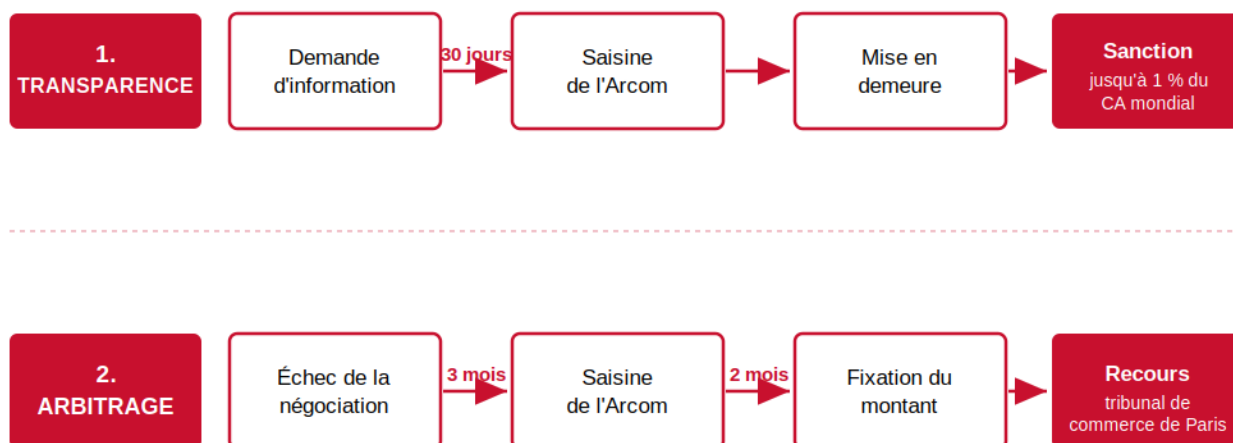 1.
TRANSPARENCE
Demande
d'information
30 jours
Saisine
de l'Arcom
Mise en
demeure
Sanction
jusqu'à 1 % du
CA mondial
2.
ARBITRAGE
Échec de la
négociation
3 mois
Saisine
de l'Arcom
2 mois
Fixation du
montant
Recours
tribunal de
commerce de Paris